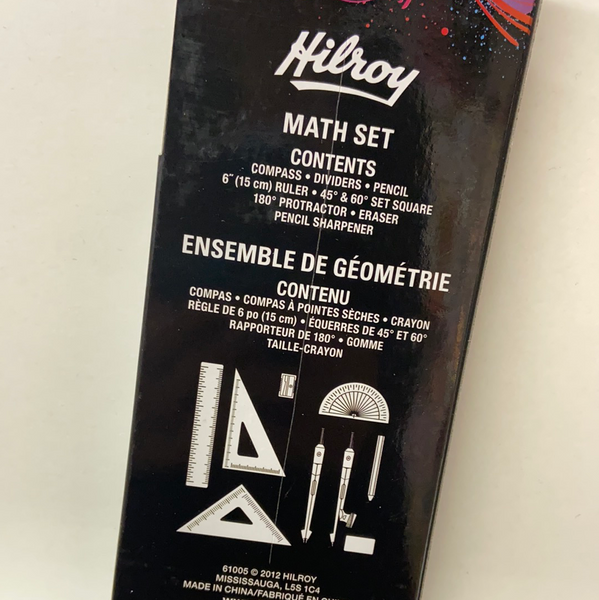 Hilroy
MATH SET
CONTENTS
COMPASS • DIVIDERS • PENCIL
6" (15 cm) RULER • 45° & 60° SET SQUARE
180° PROTRACTOR • ERASER
PENCIL SHARPENER
ENSEMBLE DE GÉOMÉTRIE
CONTENU
COMPAS • COMPAS À POINTES SÈCHES • CRAYON
RÈGLE DE 6 po (15 cm) • ÉQUERRES DE 45° ET 60°
RAPPORTEUR DE 180° • GOMME
TAILLE-CRAYON
61005 © 2012 HILROY
MISSISSAUGA, L5S 1C4
MADE IN CHINA/FABRIQUÉ EN